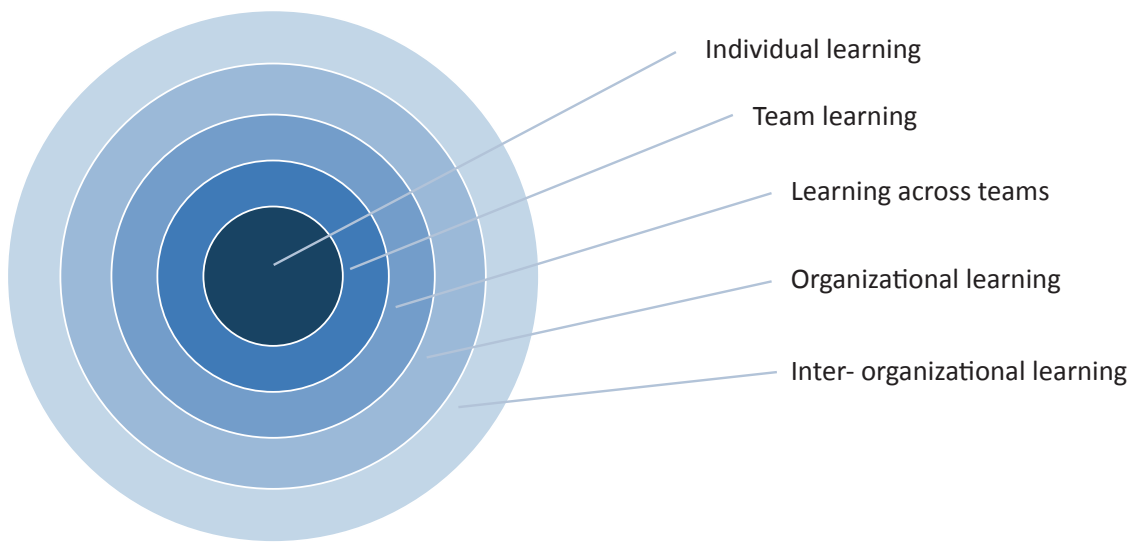 Individual learning
Team learning
Learning across teams
Organizational learning
Inter- organizational learning